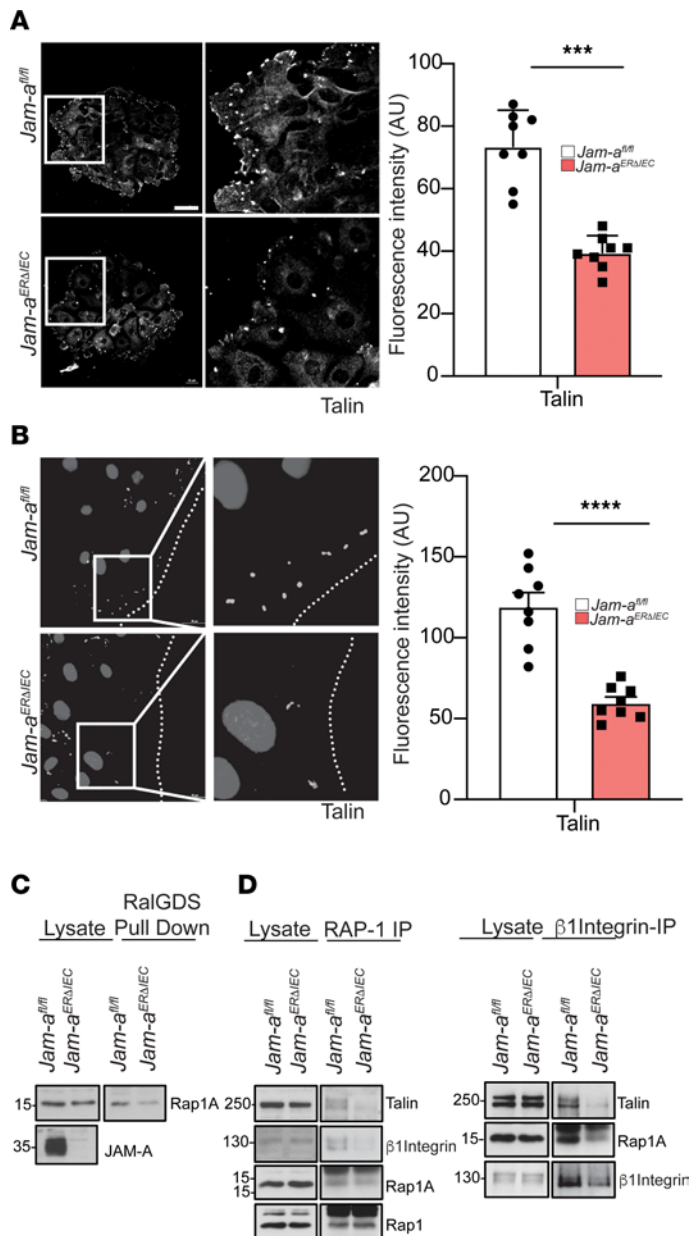 A
Jam-a^fl/fl
Jam-a^ERΔIEC
Talin
Fluorescence intensity (AU)
100
80
60
40
20
0
***
Jam-a^fl/fl
Jam-a^ERΔIEC
Talin
B
Jam-a^fl/fl
Jam-a^ERΔIEC
Talin
Fluorescence intensity (AU)
200
150
100
50
0
****
Jam-a^fl/fl
Jam-a^ERΔIEC
Talin
C
RalGDS
Lysate Pull Down
Jam-a^fl/fl Jam-a^ERΔIEC Jam-a^fl/fl Jam-a^ERΔIEC
15- Rap1A
35- JAM-A
D
Lysate RAP-1 IP
Jam-a^fl/fl Jam-a^ERΔIEC Jam-a^fl/fl Jam-a^ERΔIEC
250- Talin
130- β1Integrin
15- Rap1A
15-
Rap1
Lysate β1Integrin-IP
Jam-a^fl/fl Jam-a^ERΔIEC Jam-a^fl/fl Jam-a^ERΔIEC
250- Talin
15- Rap1A
130- β1Integrin